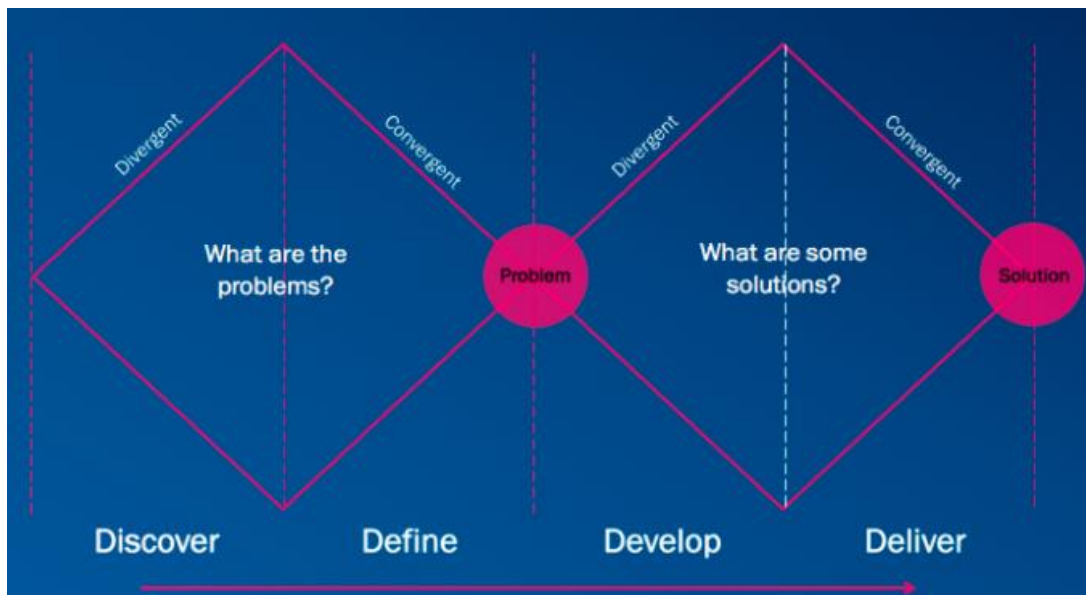 Divergent
Convergent
Divergent
Convergent
What are the
problems?
Problem
What are some
solutions?
Solution
Discover
Define
Develop
Deliver